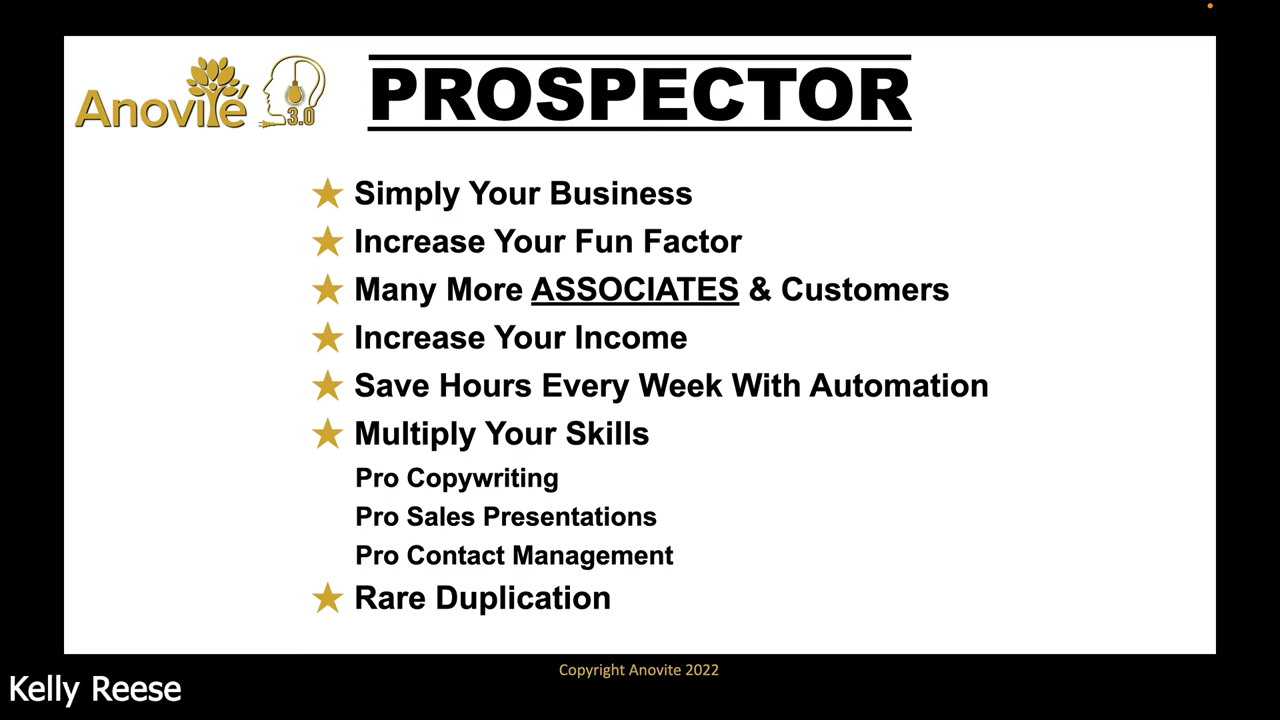 Anovite
3.0
PROSPECTOR
Simply Your Business
Increase Your Fun Factor
Many More ASSOCIATES & Customers
Increase Your Income
Save Hours Every Week With Automation
Multiply Your Skills
Pro Copywriting
Pro Sales Presentations
Pro Contact Management
Rare Duplication
Copyright Anovite 2022
Kelly Reese